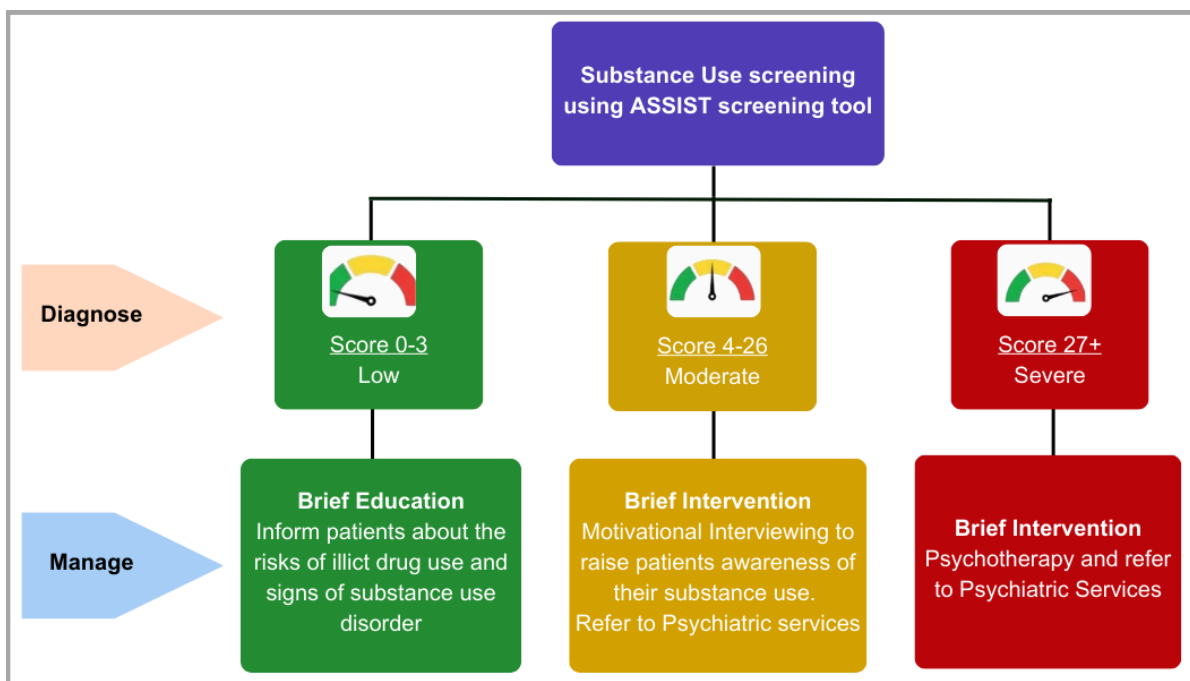 Substance Use screening
using ASSIST screening tool
Diagnose
Score 0-3
Low
Score 4-26
Moderate
Score 27+
Severe
Manage
Brief Education
Inform patients about the
risks of illict drug use and
signs of substance use
disorder
Brief Intervention
Motivational Interviewing to
raise patients awareness of
their substance use.
Refer to Psychiatric services
Brief Intervention
Psychotherapy and refer
to Psychiatric Services